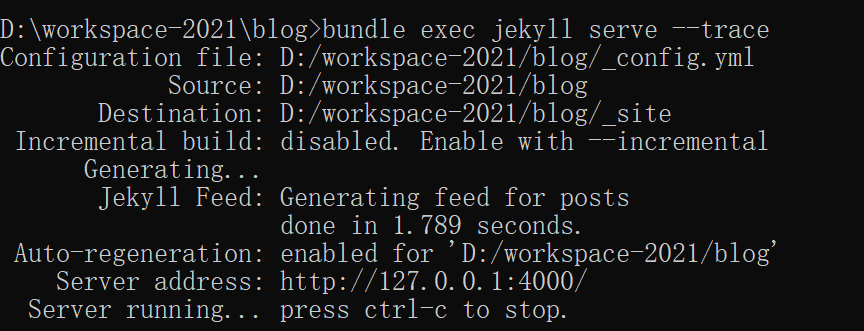 D:\workspace-2021\blog>bundle exec jekyll serve --trace
Configuration file: D:/workspace-2021/blog/_config.yml
Source: D:/workspace-2021/blog
Destination: D:/workspace-2021/blog/_site
Incremental build: disabled. Enable with --incremental
Generating...
Jekyll Feed: Generating feed for posts
done in 1.789 seconds.
Auto-regeneration: enabled for 'D:/workspace-2021/blog'
Server address: http://127.0.0.1:4000/
Server running... press ctrl-c to stop.